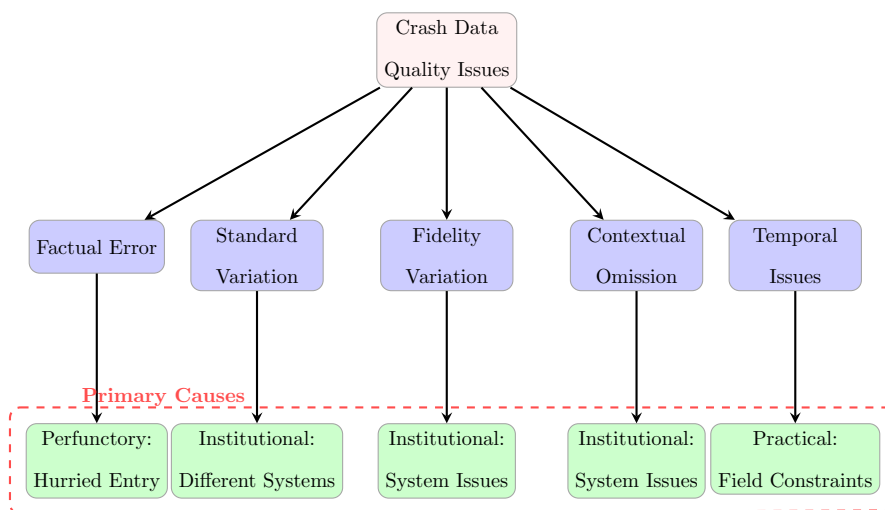 Crash Data
Quality Issues
Factual Error
Standard
Variation
Fidelity
Variation
Contextual
Omission
Temporal
Issues
Primary Causes
Perfunctory:
Hurried Entry
Institutional:
Different Systems
Institutional:
System Issues
Institutional:
System Issues
Practical:
Field Constraints